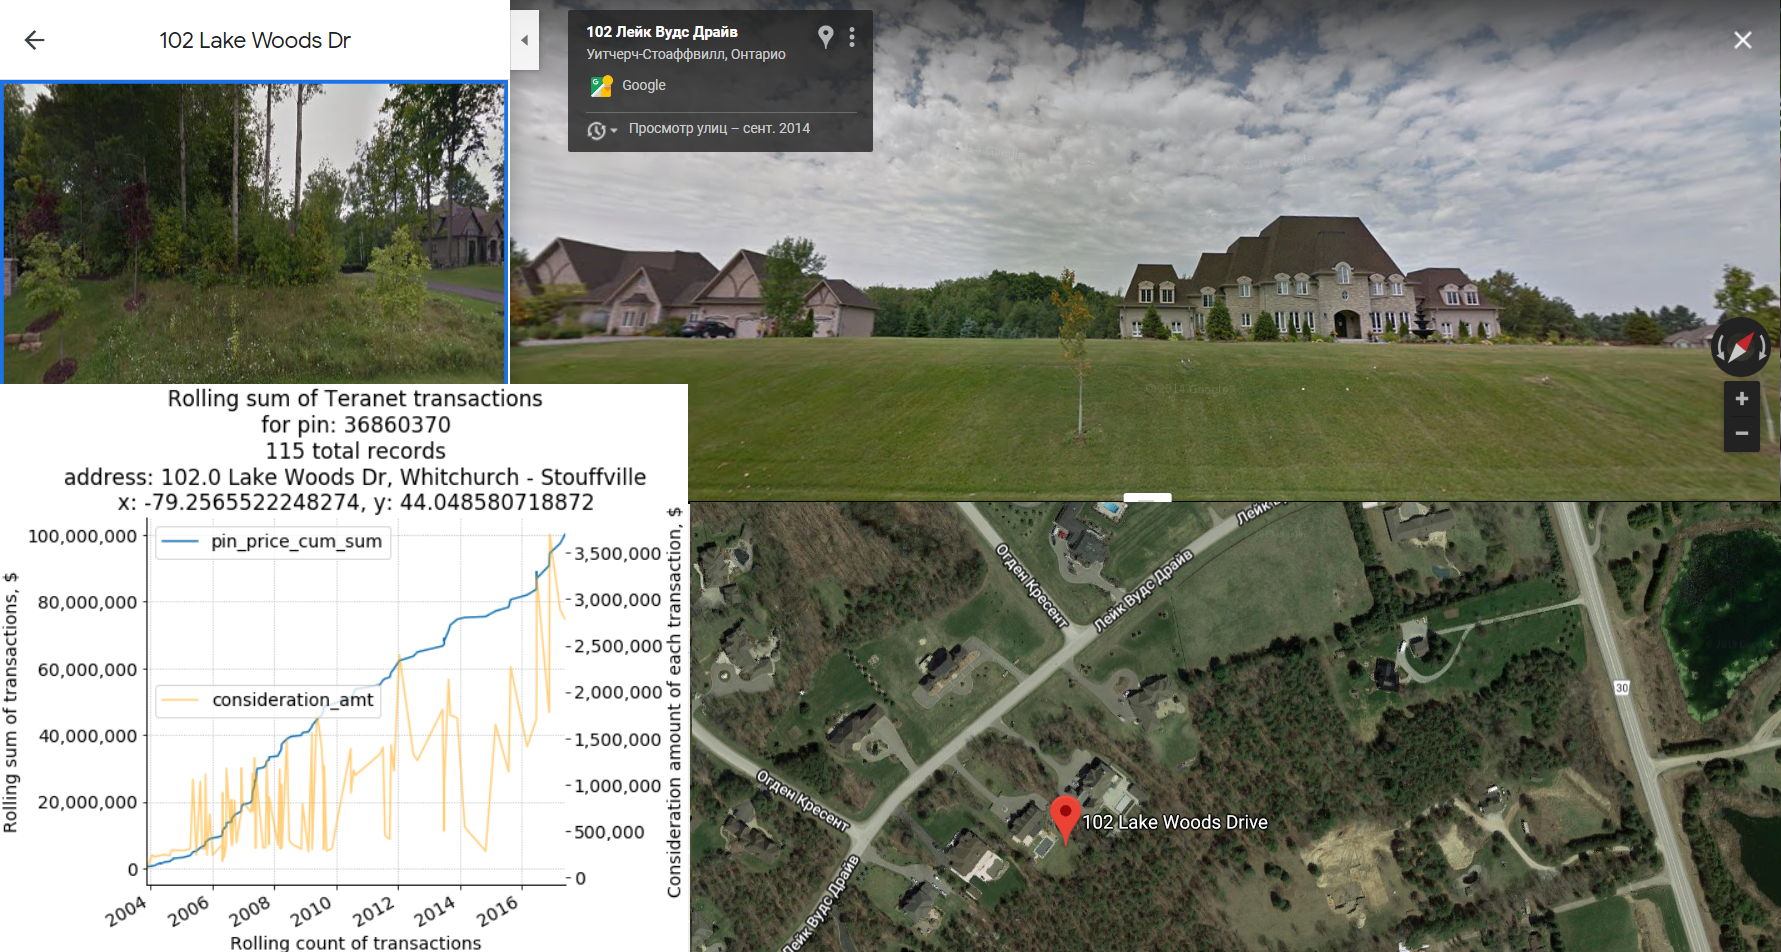 102 Lake Woods Dr
102 Лейк Вудс Драйв
Уитчерч-Стоаффвилл, Онтарио
Google
Просмотр улиц – сент. 2014
Rolling sum of Teranet transactions
for pin: 36860370
115 total records
address: 102.0 Lake Woods Dr, Whitchurch - Stouffville
x: -79.2565522248274, y: 44.048580718872
pin_price_cum_sum
consideration_amt
Rolling sum of transactions, $
100,000,000
80,000,000
60,000,000
40,000,000
20,000,000
0
Consideration amount of each transaction, $
3,500,000
3,000,000
2,500,000
2,000,000
1,500,000
1,000,000
500,000
0
2004
2006
2008
2010
2012
2014
2016
Rolling count of transactions
Огден Кресент
Лейк Вудс Драйв
30
Огден Кресент
102 Lake Woods Drive
Лейк Вудс Драйв